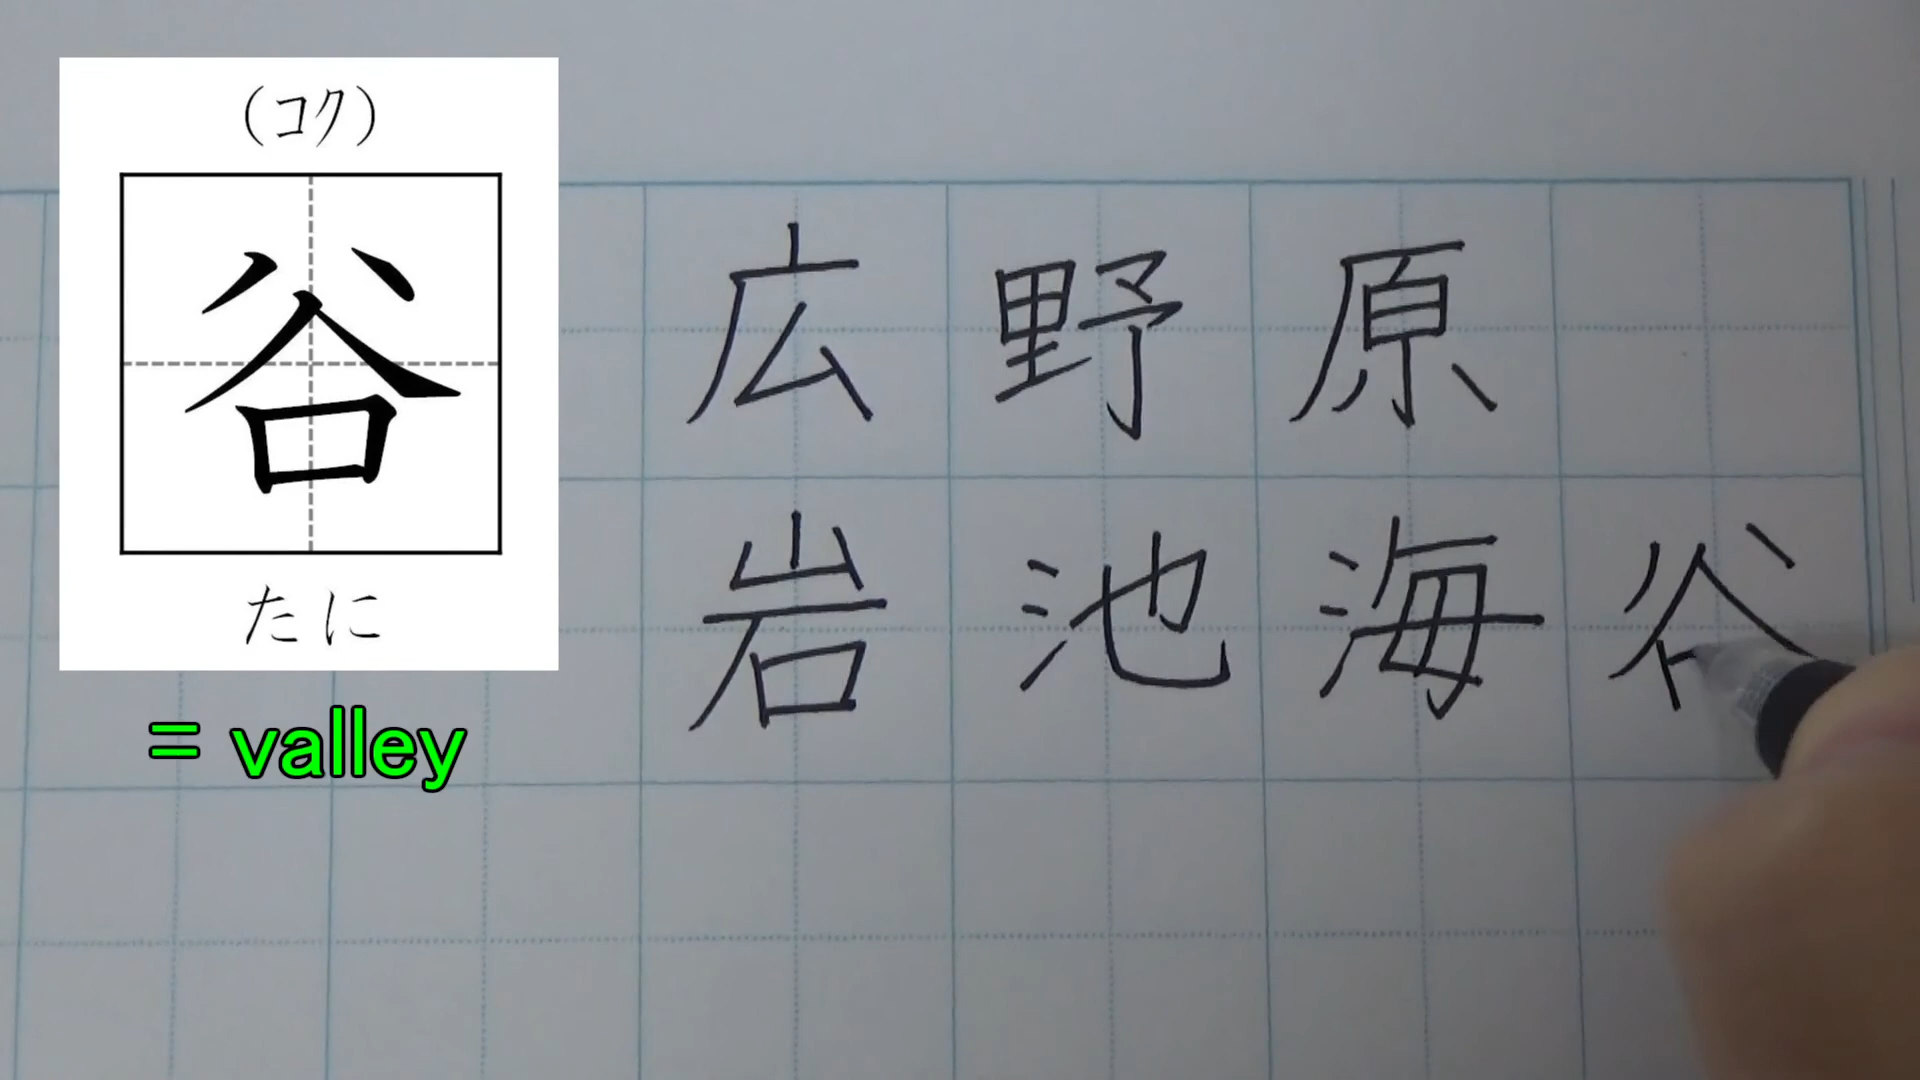 (コク)
谷
たに
= valley
広野原
岩池海谷